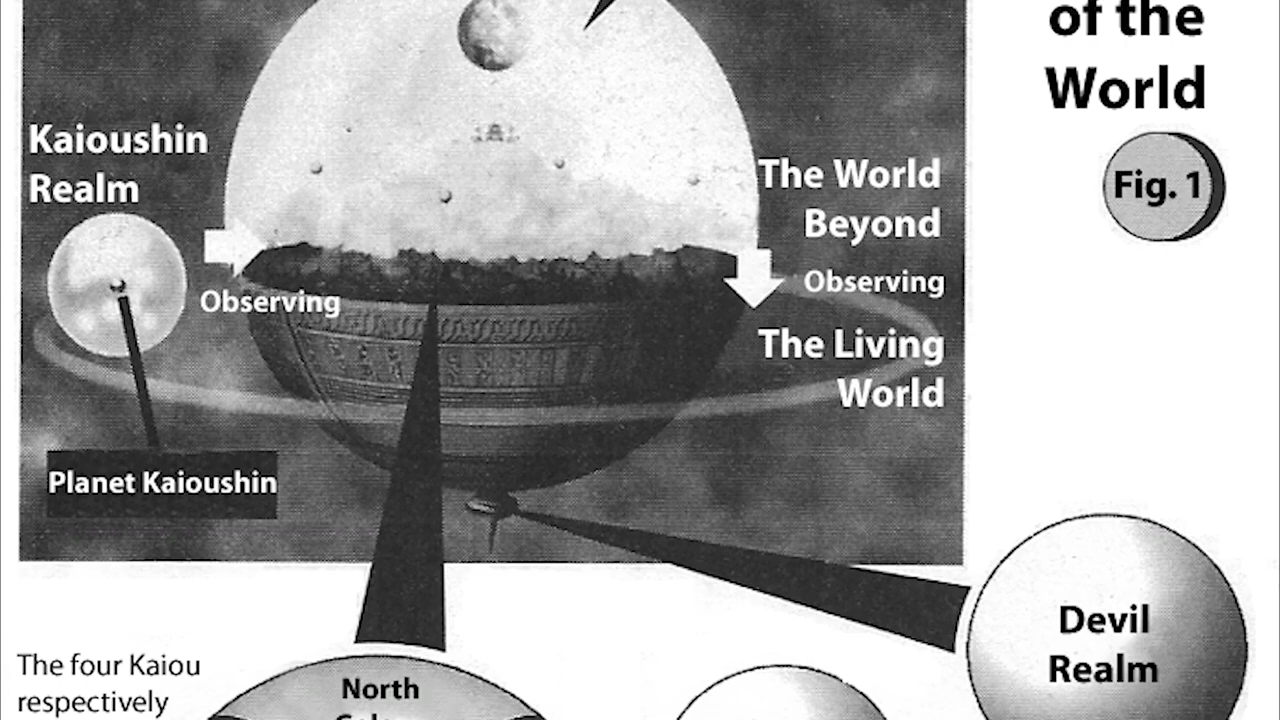 of the
World
Fig. 1
Kaioushin
Realm
The World
Beyond
Observing
Observing
The Living
World
Planet Kaioushin
Devil
Realm
The four Kaiou
respectively
North